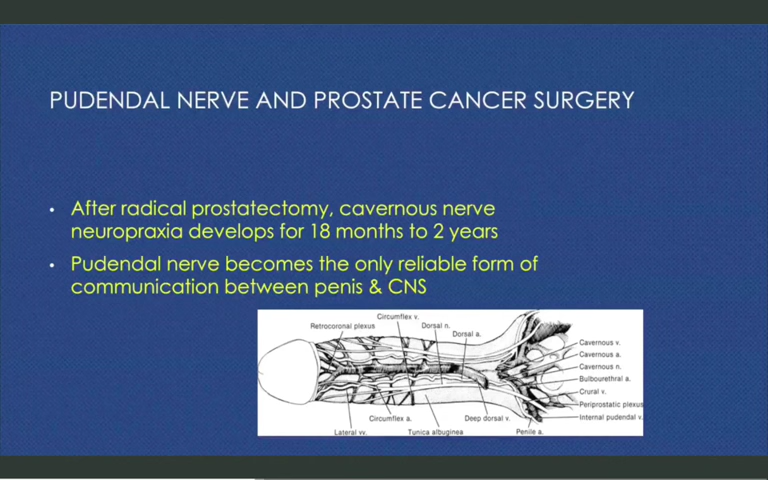 PUDENDAL NERVE AND PROSTATE CANCER SURGERY
• After radical prostatectomy, cavernous nerve
neuropraxia develops for 18 months to 2 years
• Pudendal nerve becomes the only reliable form of
communication between penis & CNS
Circumflex v.
Retrocoronal plexus
Dorsal n.
Dorsal a.
Cavernous v.
Cavernous a.
Cavernous n.
Bulbourethral a.
Crural v.
Periprostatic plexus
Internal pudendal v.
Circumflex a.
Deep dorsal v.
Lateral vv.
Tunica albuginea
Penile a.